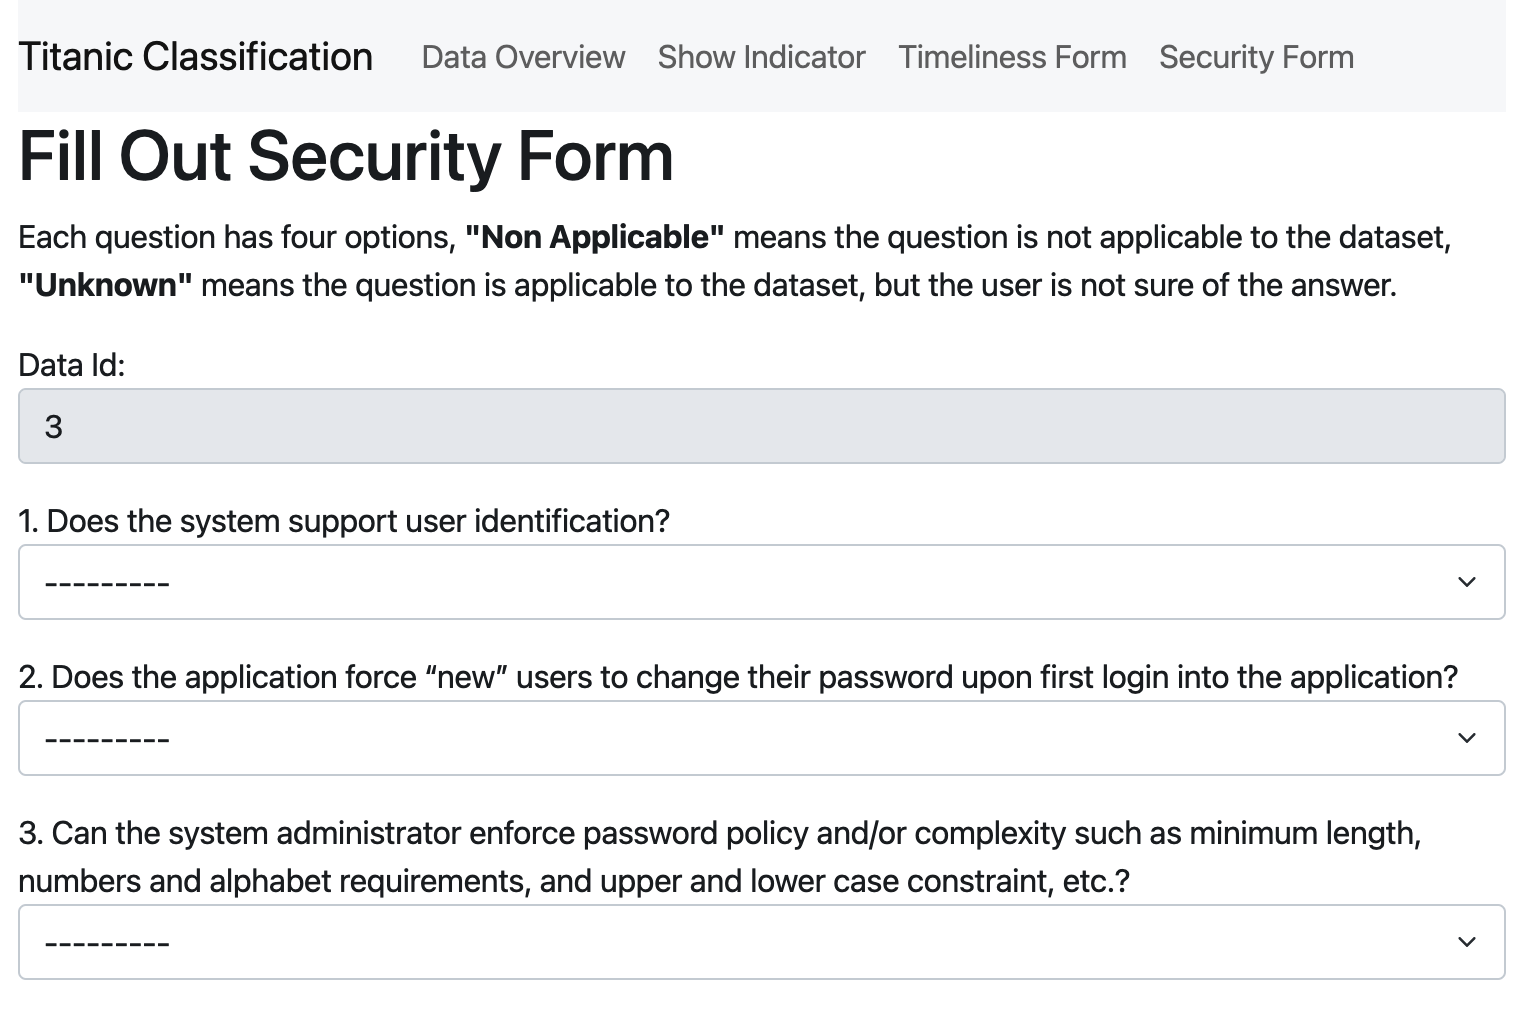 Titanic Classification Data Overview Show Indicator Timeliness Form Security Form
Fill Out Security Form
Each question has four options, "Non Applicable" means the question is not applicable to the dataset,
"Unknown" means the question is applicable to the dataset, but the user is not sure of the answer.
Data Id:
3
1. Does the system support user identification?
---------
2. Does the application force “new” users to change their password upon first login into the application?
---------
3. Can the system administrator enforce password policy and/or complexity such as minimum length,
numbers and alphabet requirements, and upper and lower case constraint, etc.?
---------